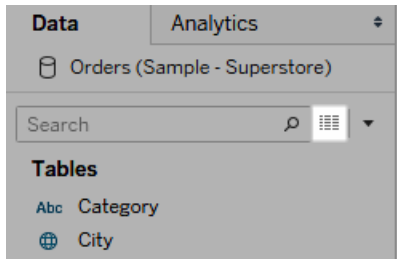 Data Analytics
Orders (Sample - Superstore)
Search
Tables
Abc Category
City